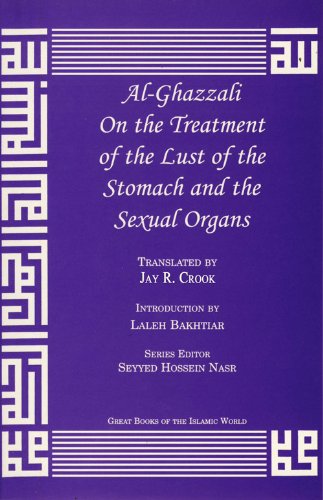 Al-Ghazzali
On the Treatment
of the Lust of the
Stomach and the
Sexual Organs
Translated by
Jay R. Crook
Introduction by
Laleh Bakhtiar
Series Editor
Seyyed Hossein Nasr
Great Books of the Islamic World